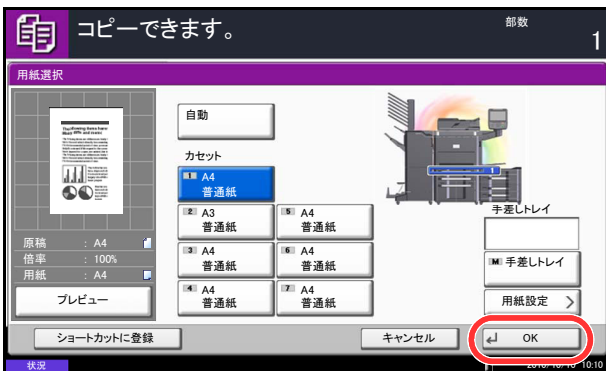 コピーできます。
部数
1
用紙選択
自動
カセット
1 A4
普通紙
2 A3
普通紙
5 A4
普通紙
3 A4
普通紙
6 A4
普通紙
4 A4
普通紙
7 A4
普通紙
1
手差しトレイ
手差しトレイ
用紙設定
原稿 : A4
倍率 : 100%
用紙 : A4
プレビュー
ショートカットに登録
キャンセル
OK
状況
10:10